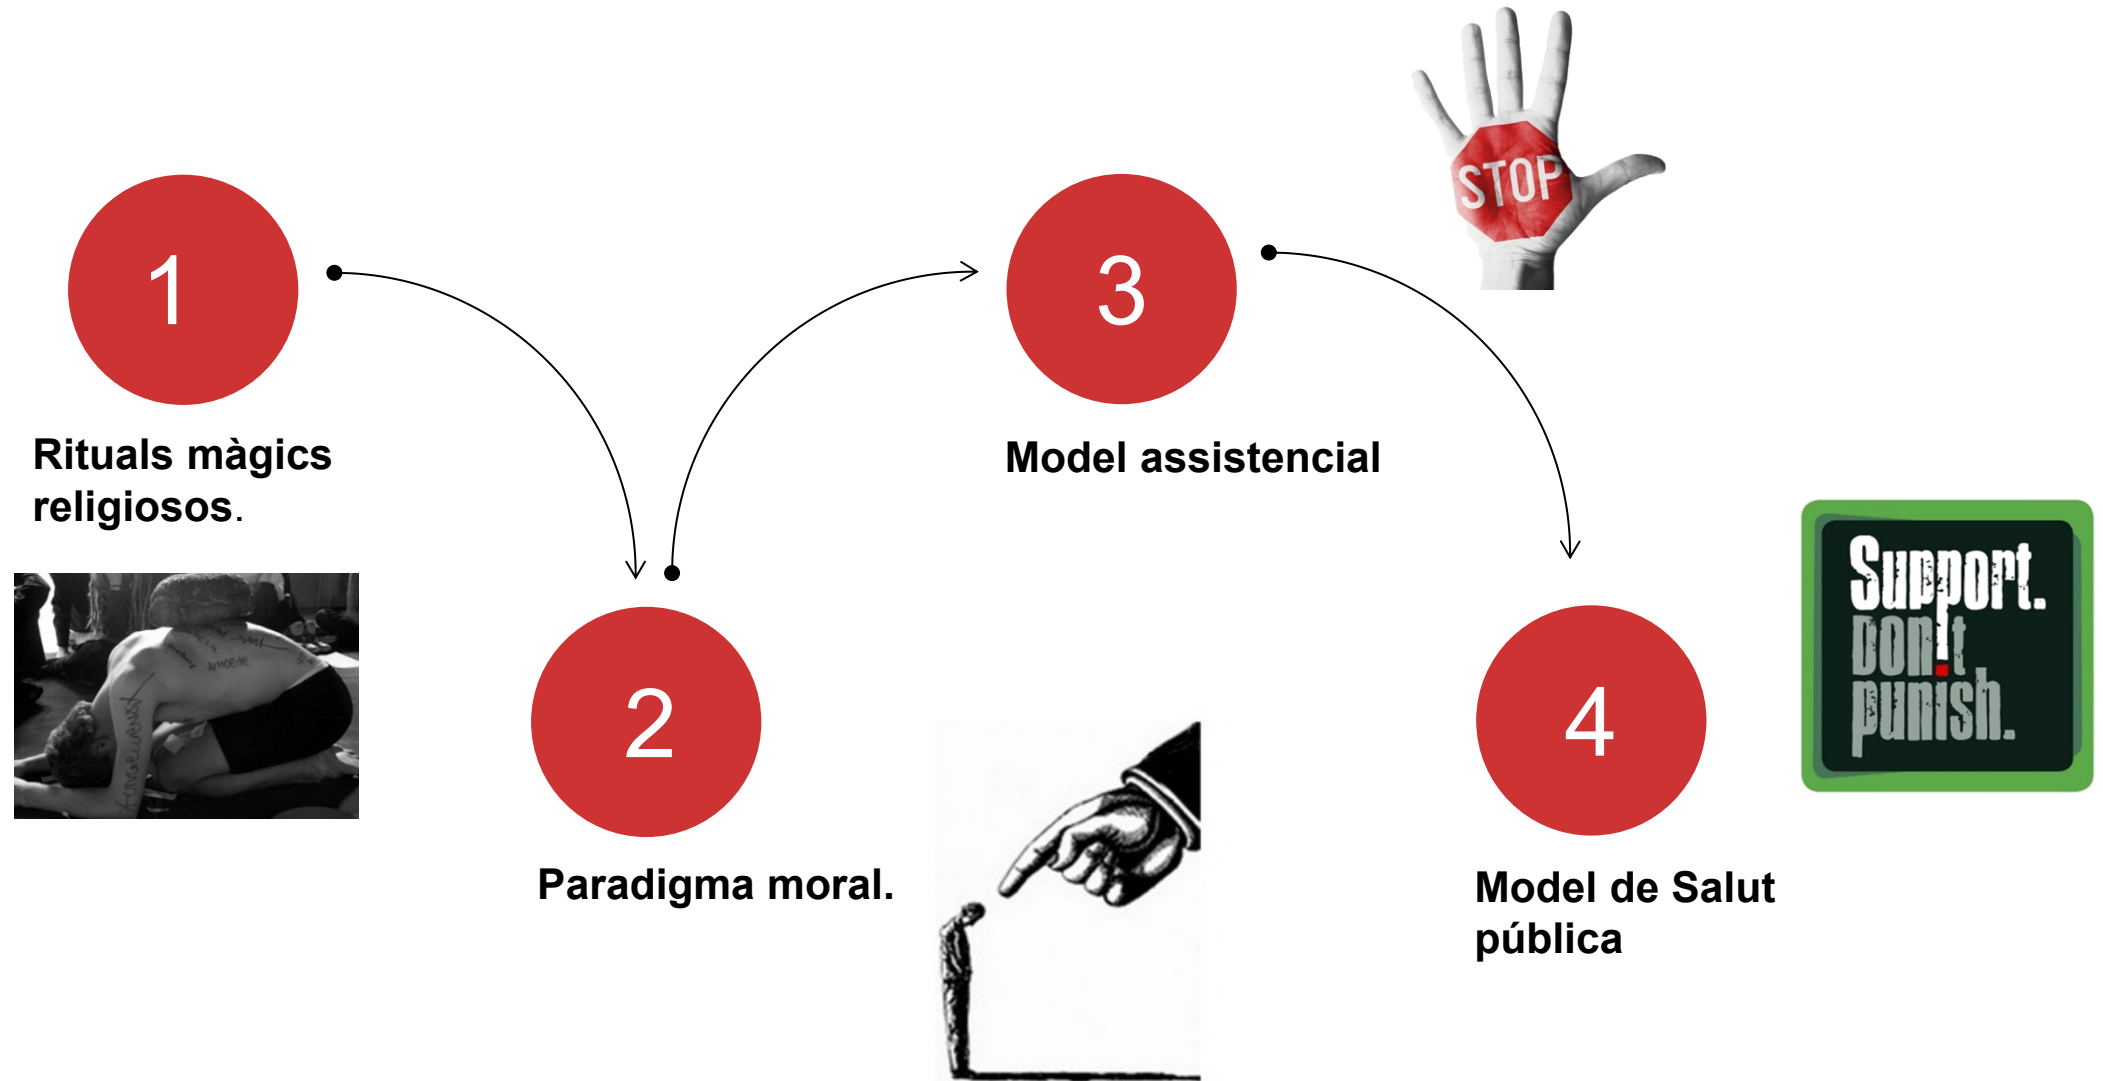 1
Rituals màgics
religiosos.
2
Paradigma moral.
3
Model assistencial
STOP
4
Model de Salut
pública
Support.
Don't
punish.